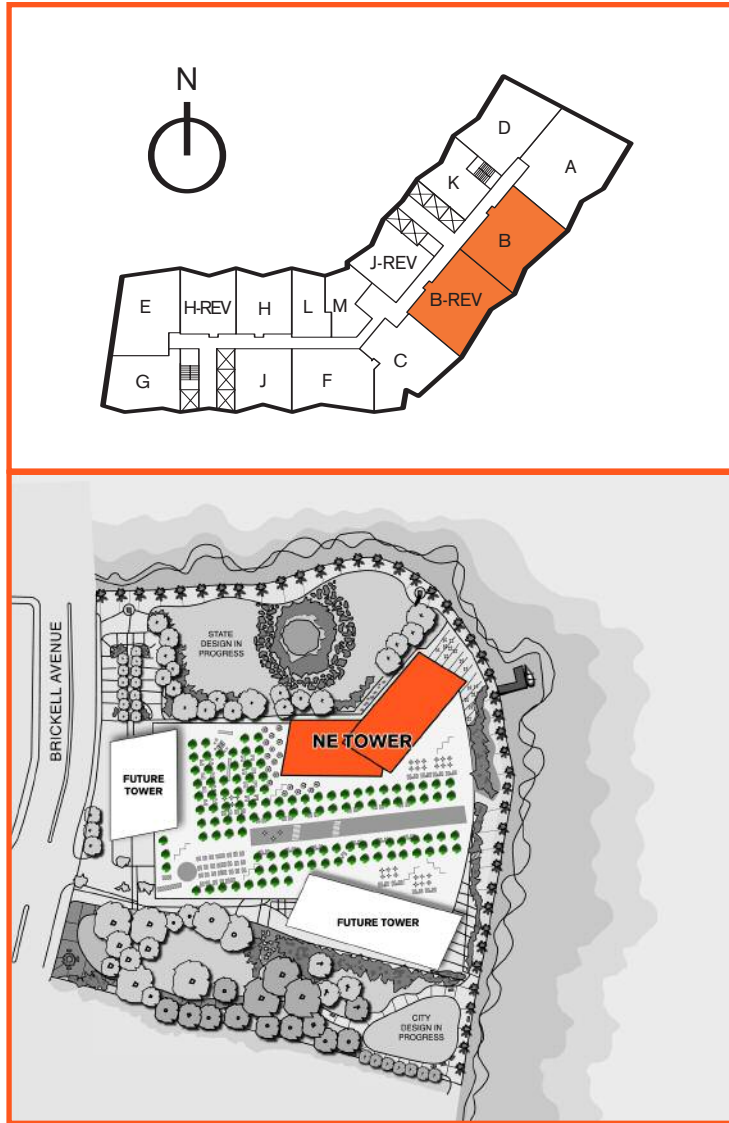 N
D
A
K
B
J-REV
B-REV
E
H-REV
H
L
M
C
G
J
F
BRICKELL AVENUE
STATE
DESIGN IN
PROGRESS
NE TOWER
FUTURE
TOWER
FUTURE TOWER
CITY
DESIGN IN
PROGRESS